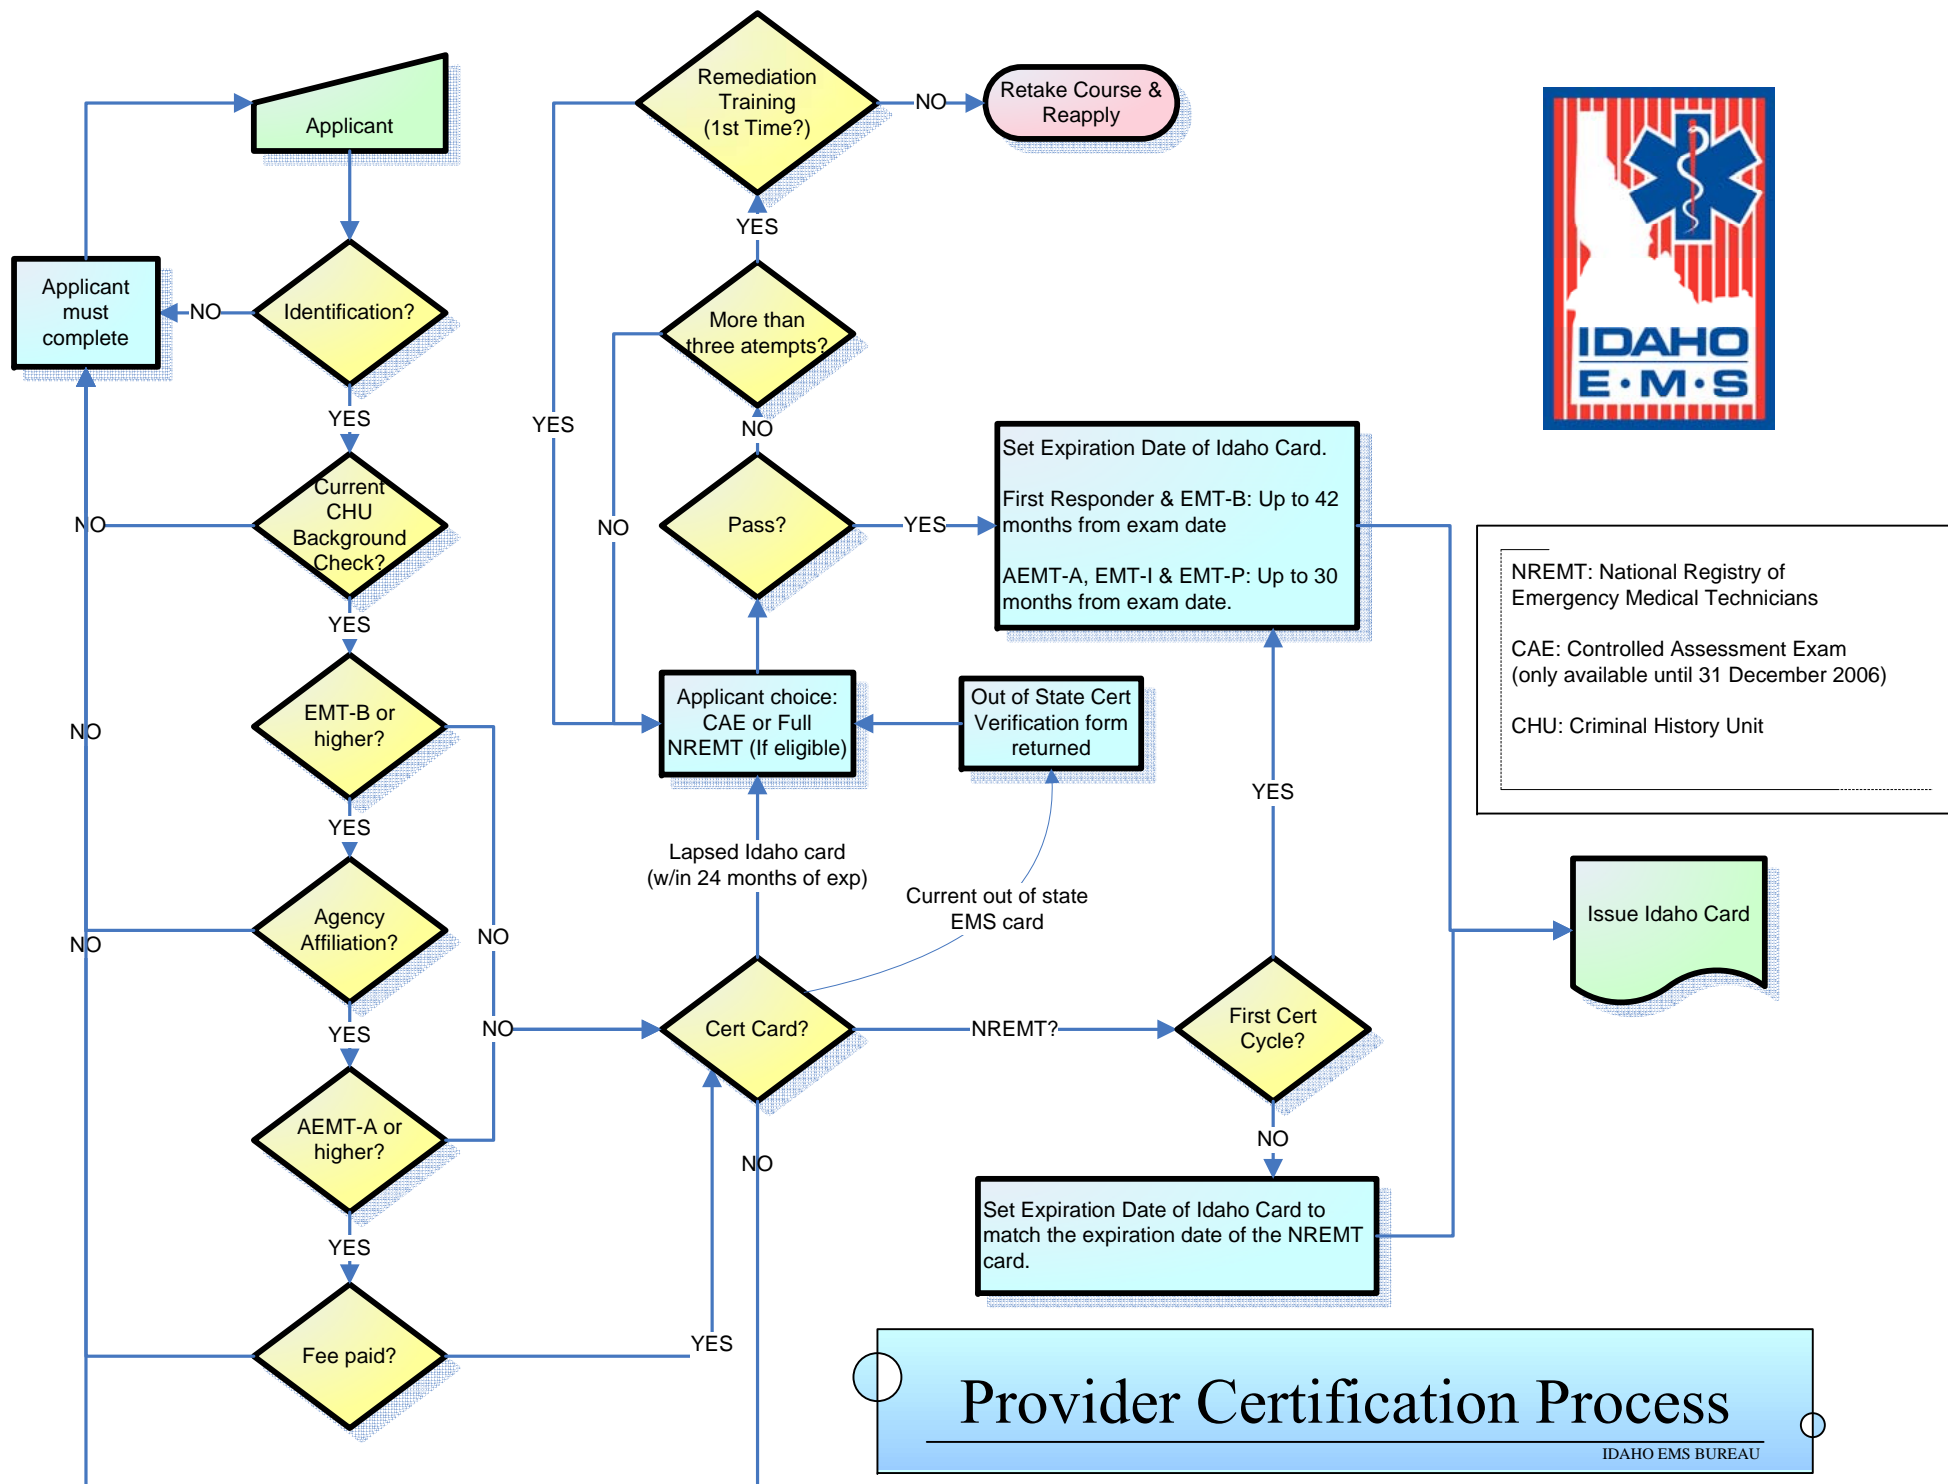 Applicant
Applicant
must
complete
NO
Identification?
YES
Current
CHU
Background
Check?
NO
YES
EMT-B or
higher?
NO
YES
Agency
Affiliation?
NO
NO
YES
AEMT-A or
higher?
NO
YES
Fee paid?
YES
Remediation
Training
(1st Time?)
NO
Retake Course &
Reapply
YES
More than
three atempts?
YES
NO
NO
Pass?
YES
Set Expiration Date of Idaho Card.
First Responder & EMT-B: Up to 42
months from exam date
AEMT-A, EMT-I & EMT-P: Up to 30
months from exam date.
Applicant choice:
CAE or Full
NREMT (If eligible)
Out of State Cert
Verification form
returned
Lapsed Idaho card
(w/in 24 months of exp)
Current out of state
EMS card
YES
Cert Card?
NREMT?
First Cert
Cycle?
NO
NO
Set Expiration Date of Idaho Card to
match the expiration date of the NREMT
card.
IDAHO
E·M·S
NREMT: National Registry of
Emergency Medical Technicians
CAE: Controlled Assessment Exam
(only available until 31 December 2006)
CHU: Criminal History Unit
Issue Idaho Card
Provider Certification Process
IDAHO EMS BUREAU